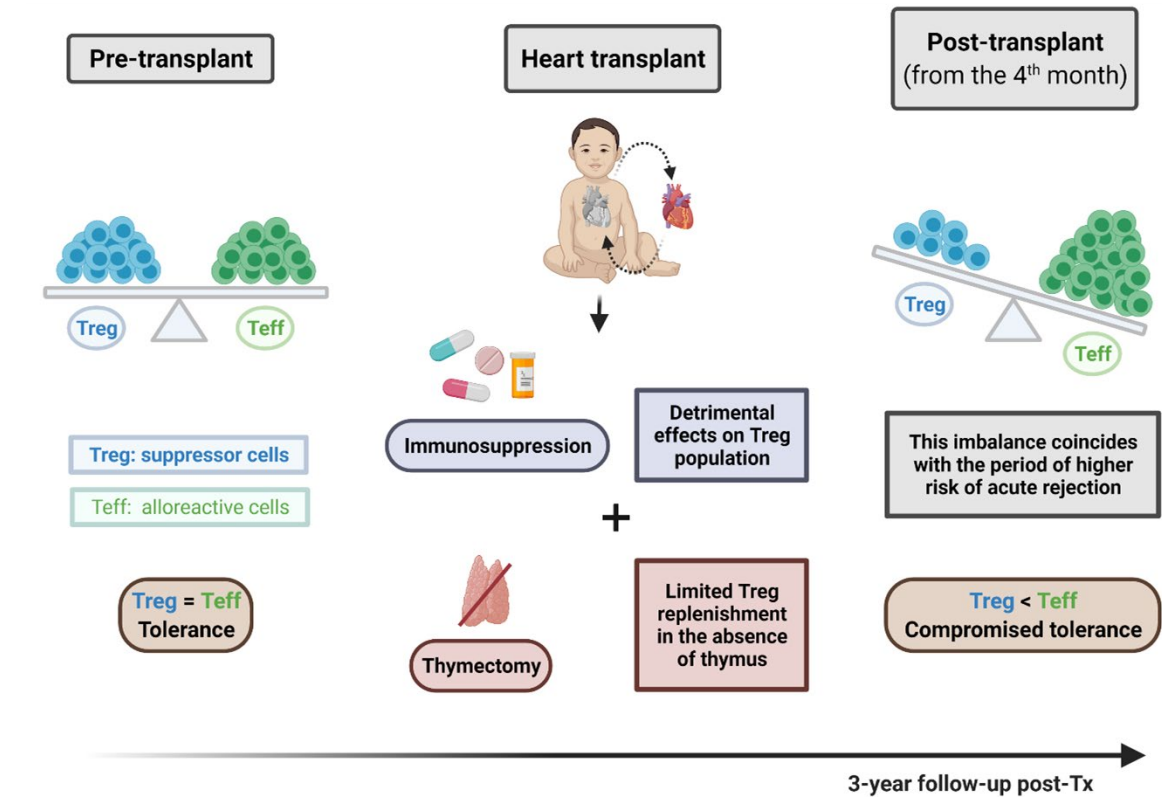 Pre-transplant
Heart transplant
Post-transplant
(from the 4th month)
Treg
Teff
Treg
Teff
Immunosuppression
Detrimental
effects on Treg
population
This imbalance coincides
with the period of higher
risk of acute rejection
Treg: suppressor cells
Teff: alloreactive cells
+
Thymectomy
Limited Treg
replenishment
in the absence
of thymus
Treg = Teff
Tolerance
Treg < Teff
Compromised tolerance
3-year follow-up post-Tx